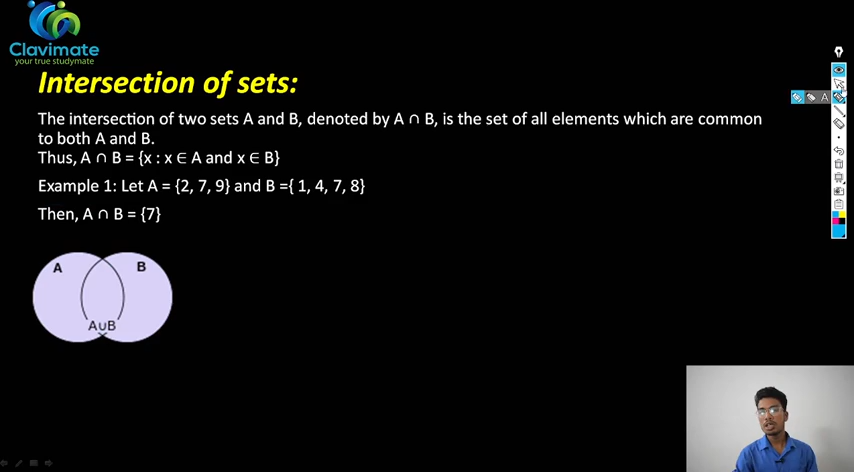 Clavimate
your true studymate
Intersection of sets:
The intersection of two sets A and B, denoted by A ∩ B, is the set of all elements which are common
to both A and B.
Thus, A ∩ B = {x : x ∈ A and x ∈ B}
Example 1: Let A = {2, 7, 9} and B ={ 1, 4, 7, 8}
Then, A ∩ B = {7}
A B
A∪B
A